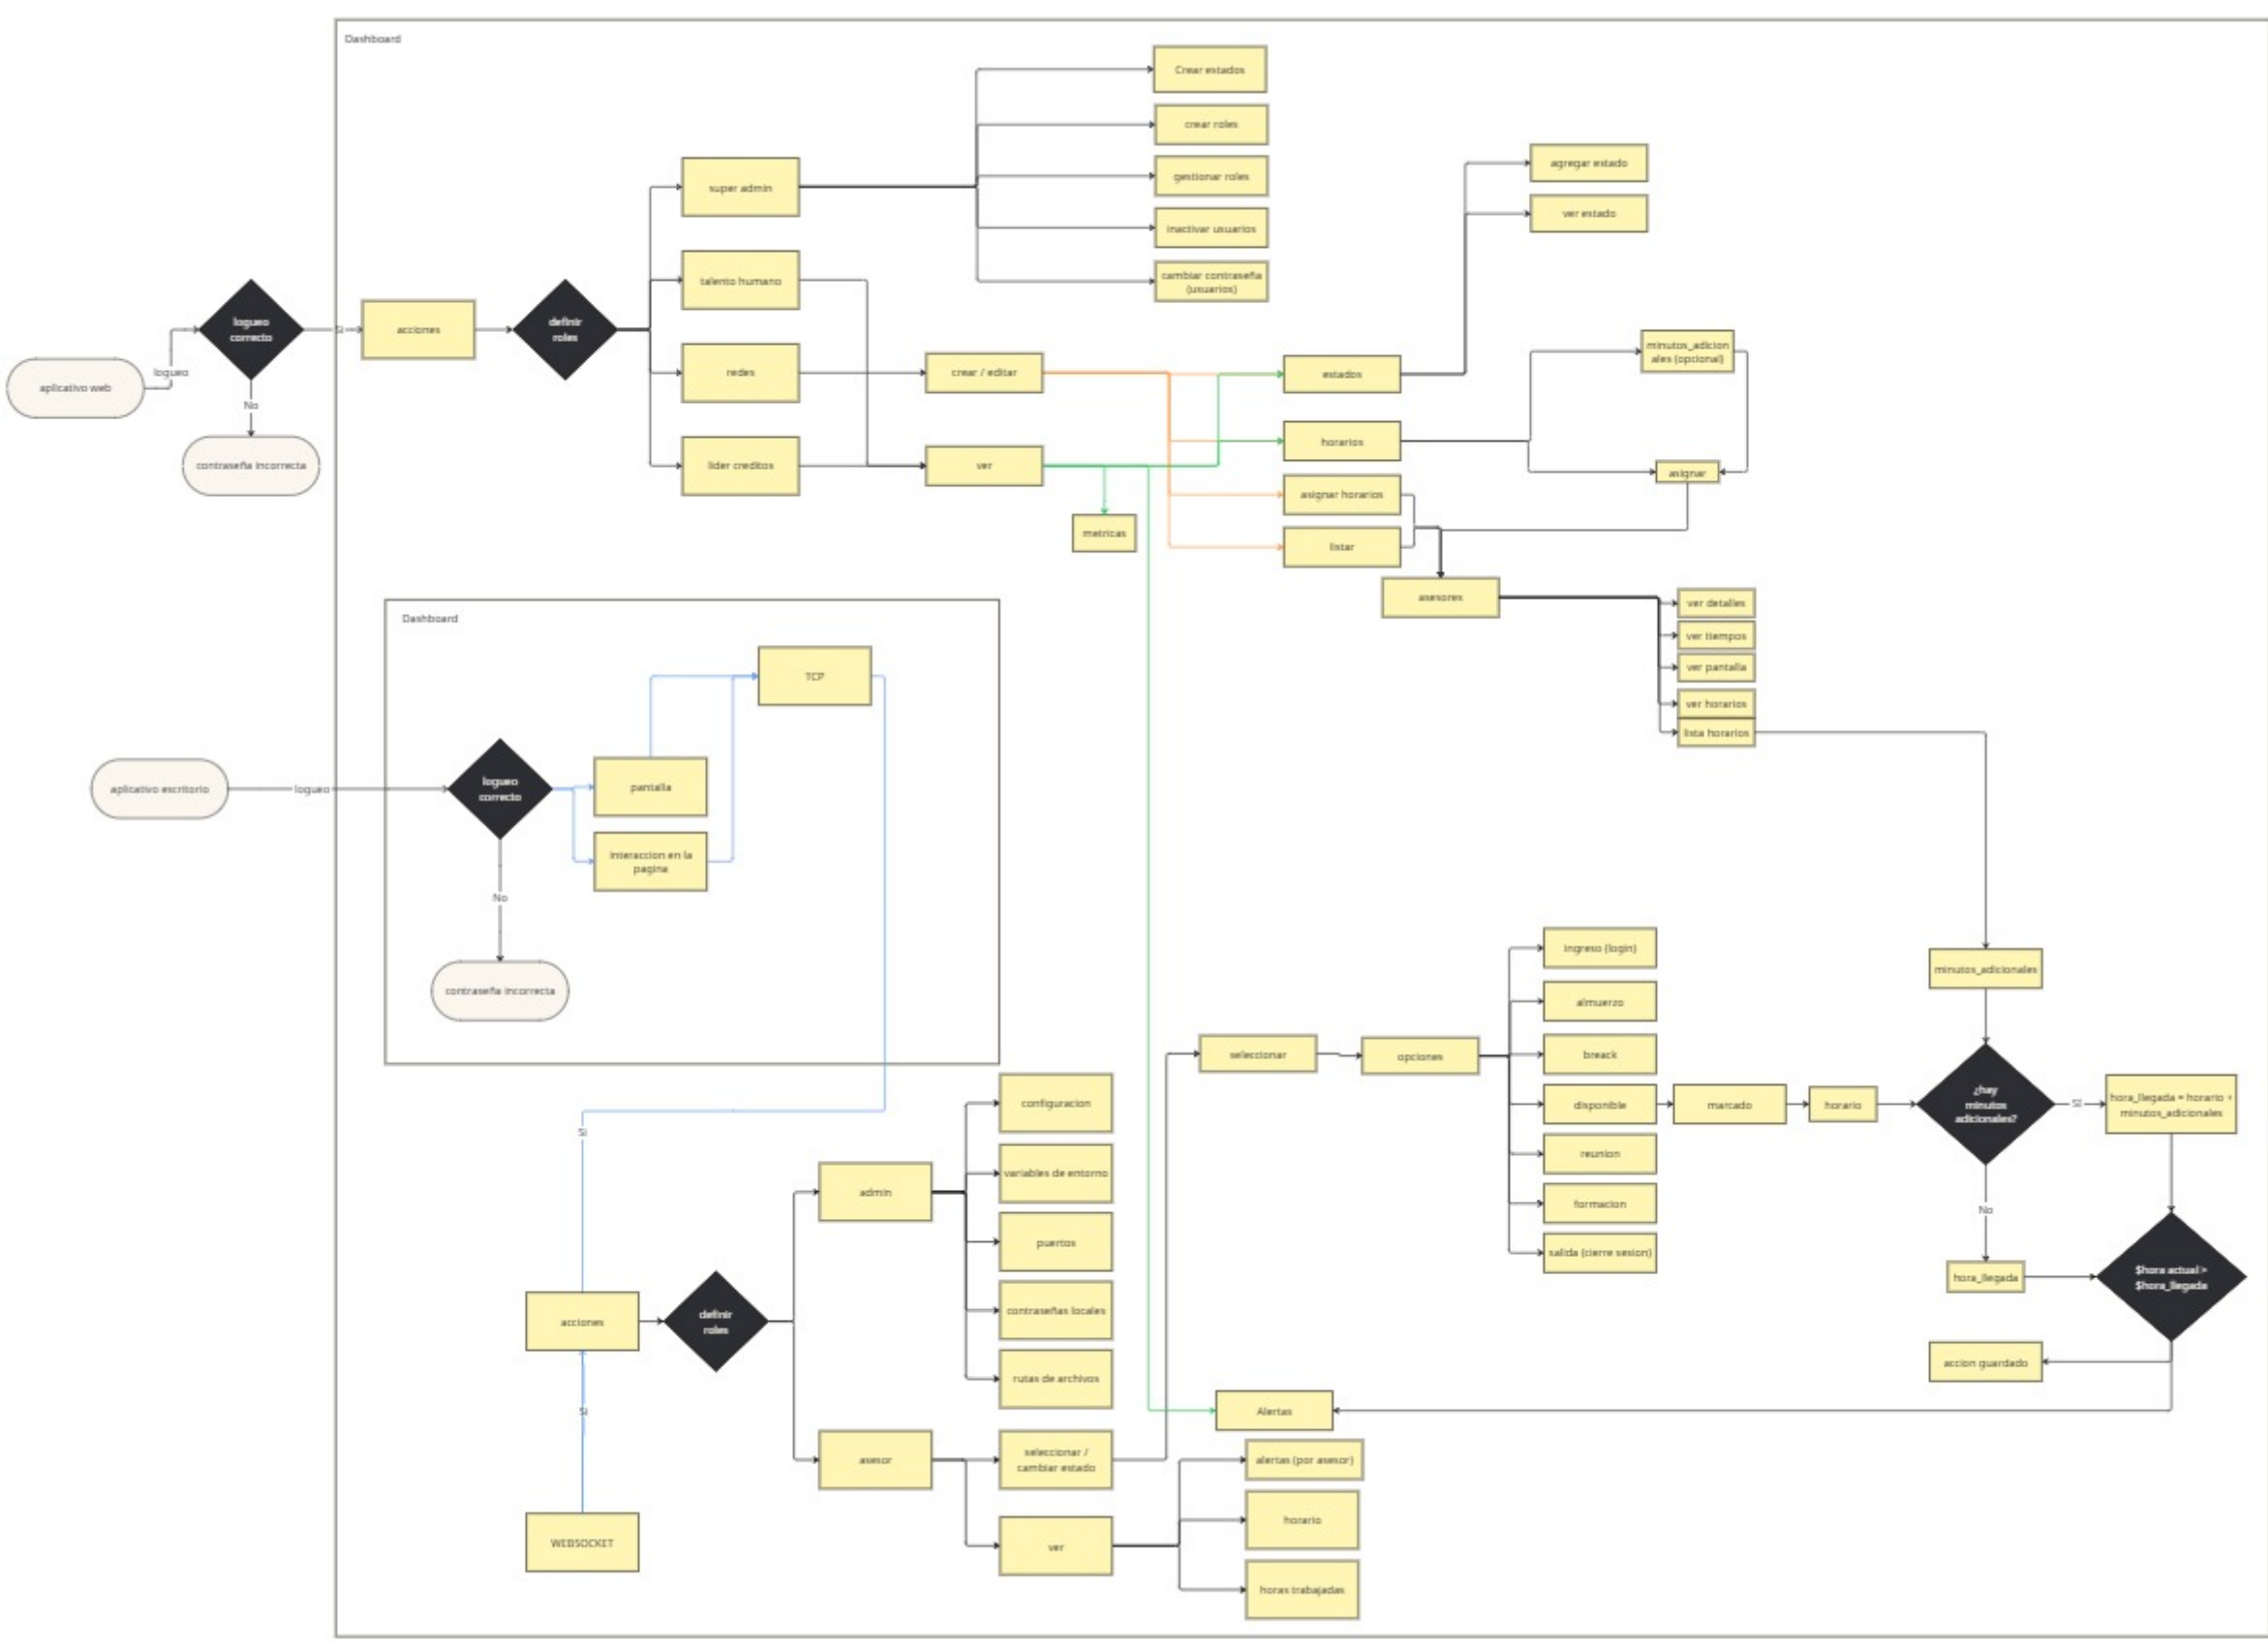 Dashboard
Crear estados
crear roles
gestionar roles
inactivar usuarios
cambiar contraseña
(usuarios)
agregar estado
ver estado
super admin
talento humano
redes
lider creditos
aplicativo web
logueo
logueo
correcto
SI
No
contraseña incorrecta
acciones
definir
roles
crear / editar
ver
metricas
estados
horarios
asignar horarios
listar
minutos_adicion
ales (opcional)
asignar
asesores
ver detalles
ver tiempos
ver pantalla
ver horarios
lista horarios
Dashboard
TCP
aplicativo escritorio
logueo
logueo
correcto
pantalla
interaccion en la
pagina
No
contraseña incorrecta
SI
acciones
SI
WEBSOCKET
definir
roles
admin
asesor
configuracion
variables de entorno
puertos
contraseñas locales
rutas de archivos
seleccionar /
cambiar estado
ver
Alertas
alertas (por asesor)
horario
horas trabajadas
seleccionar
opciones
ingreso (login)
almuerzo
breack
disponible
reunion
formacion
salida (cierre sesion)
marcado
horario
minutos_adicionales
¿hay
minutos
adicionales?
SI
hora_llegada = horario +
minutos_adicionales
No
hora_llegada
$hora actual >
$hora_llegada
accion guardado